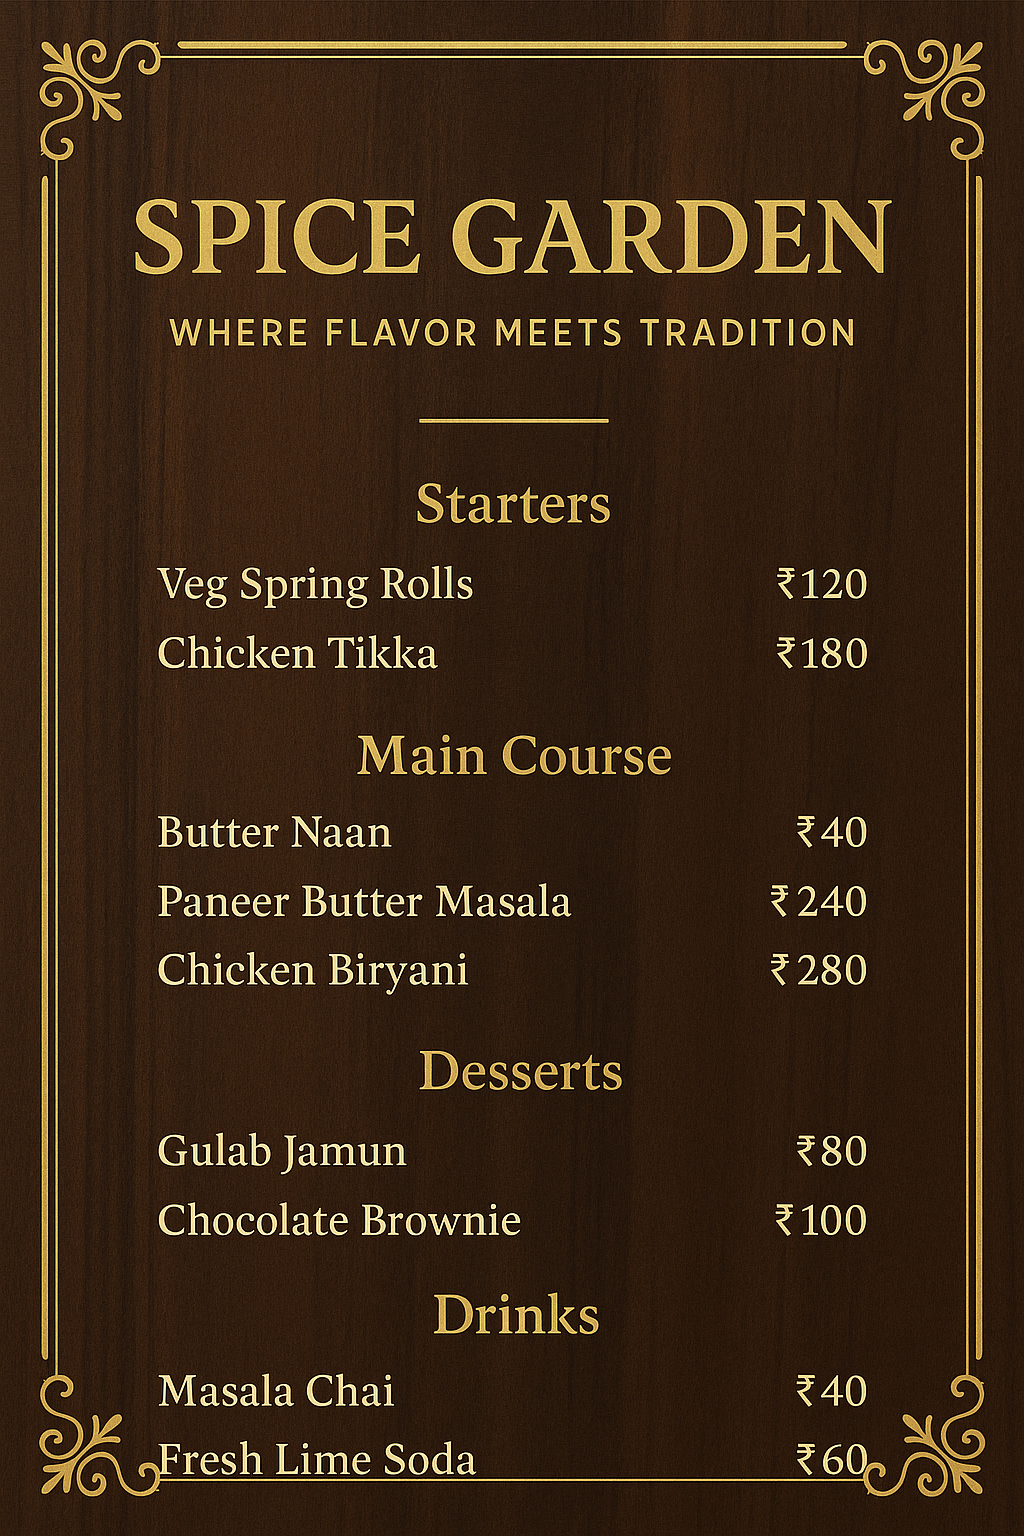 SPICE GARDEN
WHERE FLAVOR MEETS TRADITION
Starters
Veg Spring Rolls ₹120
Chicken Tikka ₹180
Main Course
Butter Naan ₹40
Paneer Butter Masala ₹240
Chicken Biryani ₹280
Desserts
Gulab Jamun ₹80
Chocolate Brownie ₹100
Drinks
Masala Chai ₹40
Fresh Lime Soda ₹60